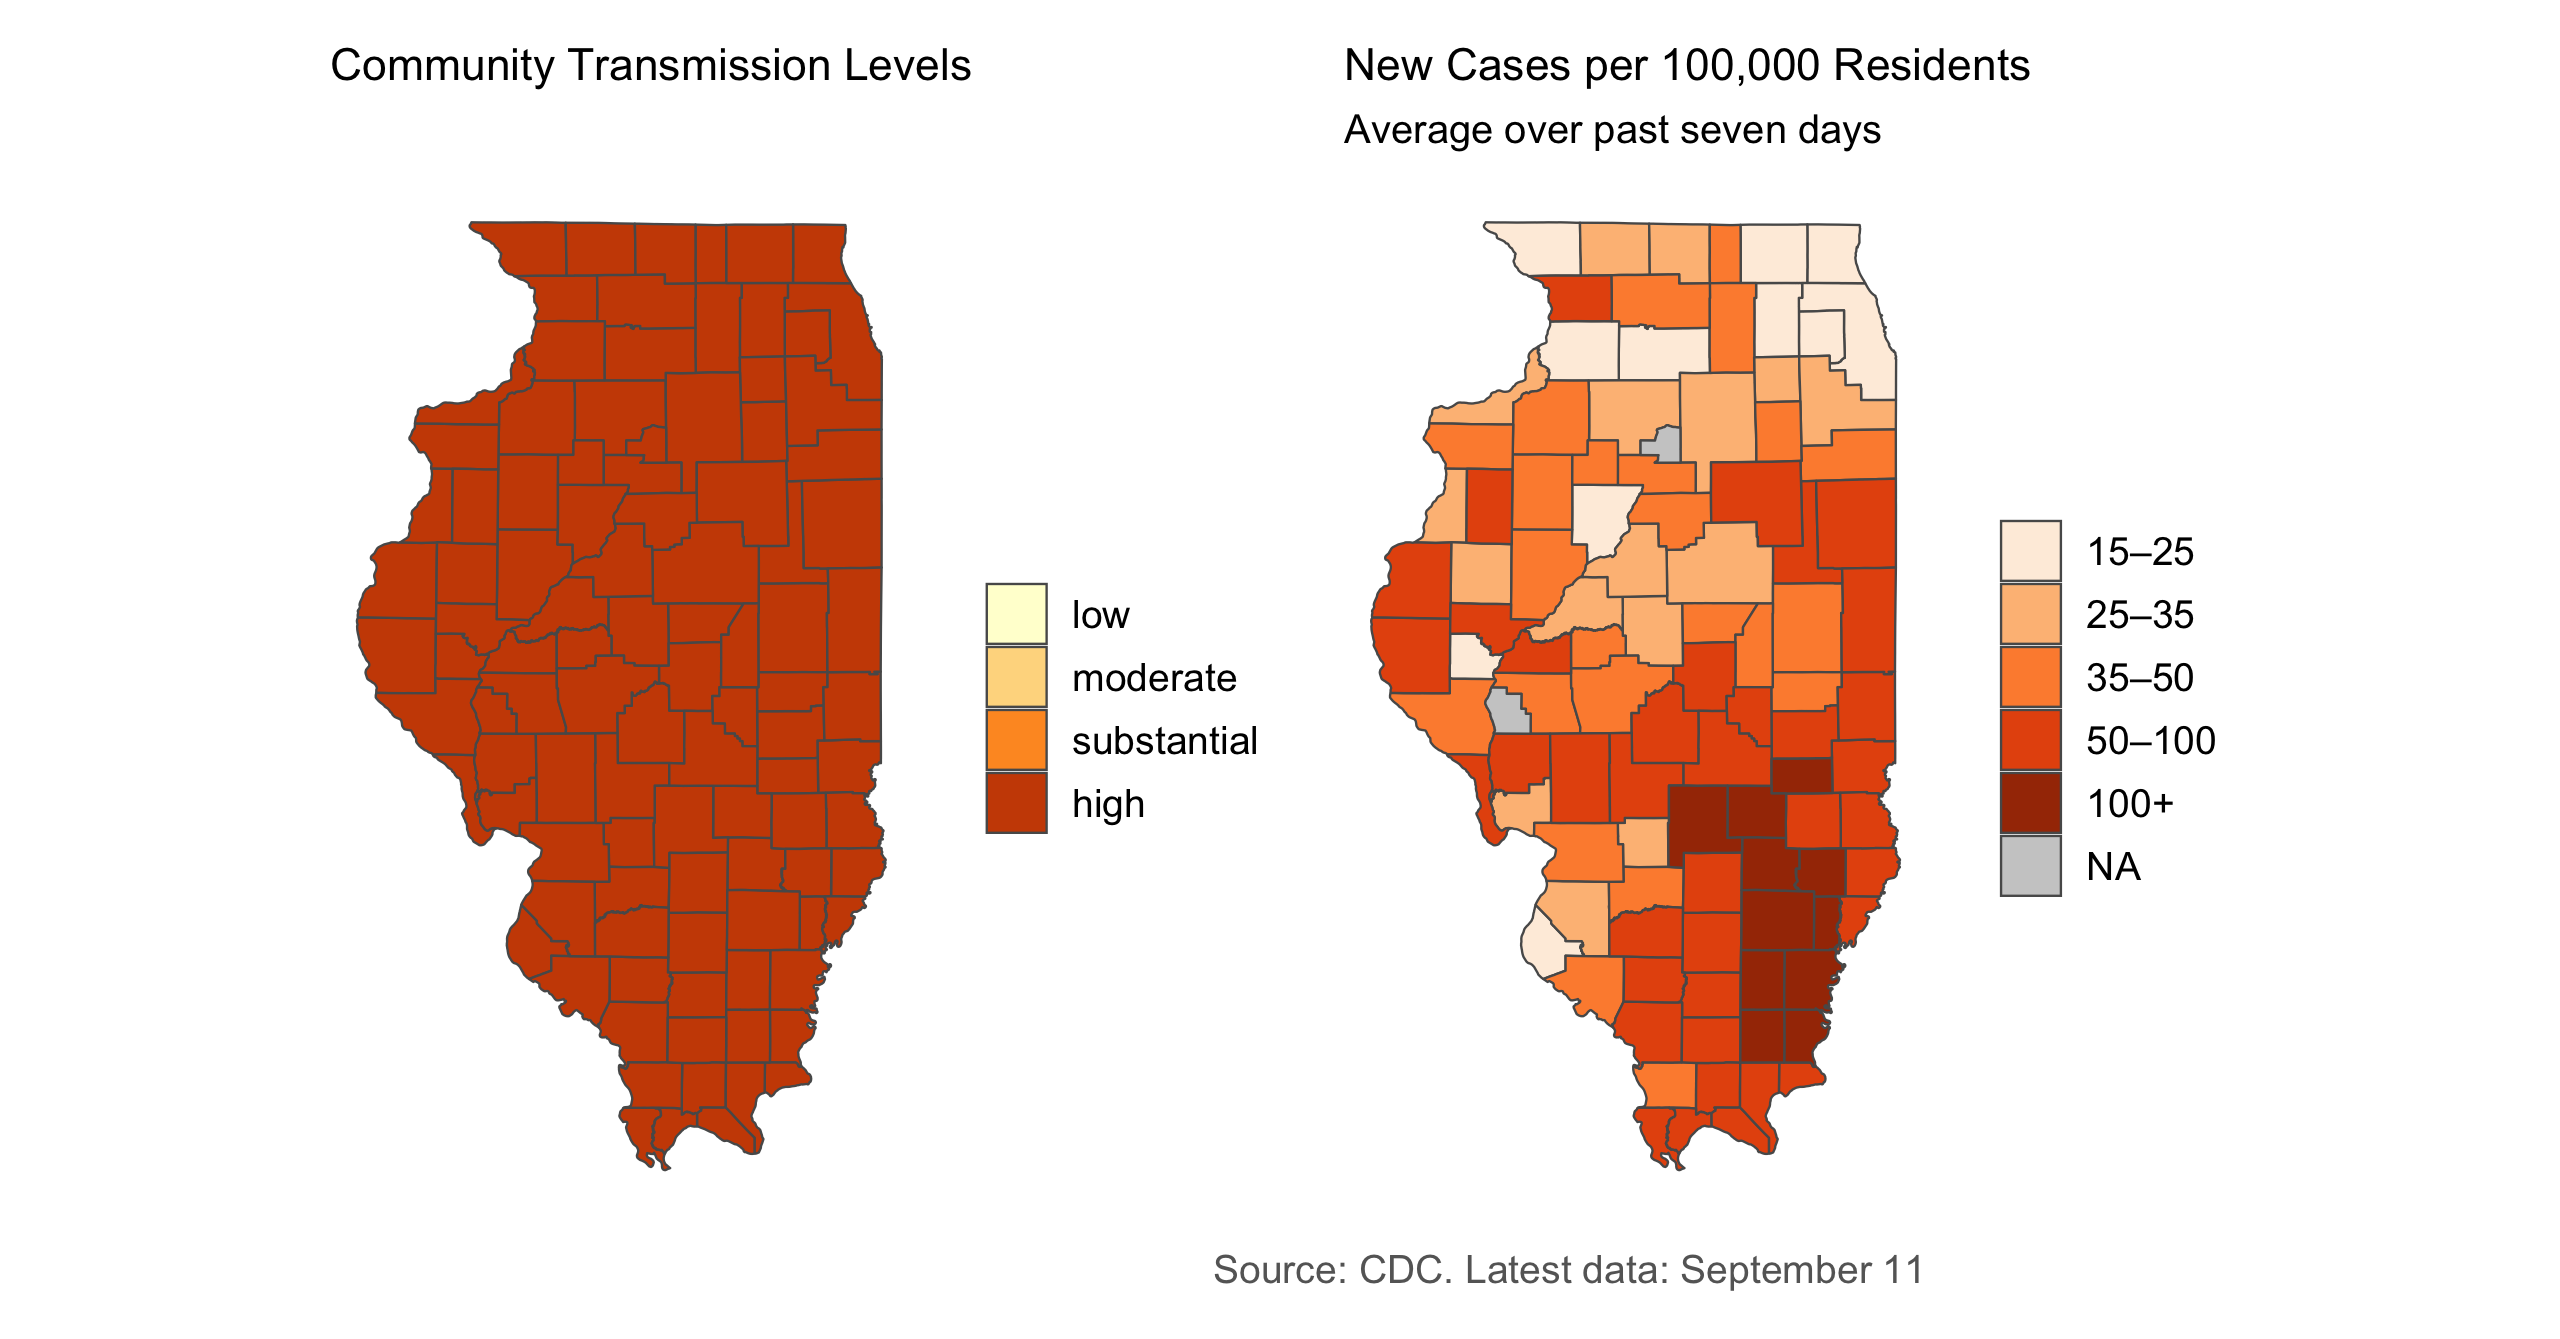 Community Transmission Levels
New Cases per 100,000 Residents
Average over past seven days
low
moderate
substantial
high
15–25
25–35
35–50
50–100
100+
NA
Source: CDC. Latest data: September 11